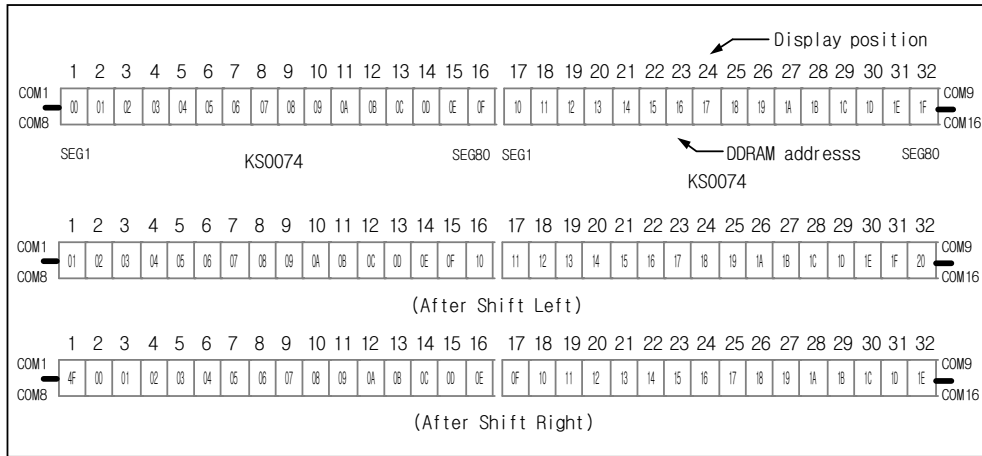 Display position
1 2 3 4 5 6 7 8 9 10 11 12 13 14 15 16 17 18 19 20 21 22 23 24 25 26 27 28 29 30 31 32
COM1 COM9
00 01 02 03 04 05 06 07 08 09 0A 0B 0C 0D 0E 0F 10 11 12 13 14 15 16 17 18 19 1A 1B 1C 1D 1E 1F
COM8 COM16
SEG1 SEG80 SEG1 DDRAM addresss SEG80
KS0074 KS0074
1 2 3 4 5 6 7 8 9 10 11 12 13 14 15 16 17 18 19 20 21 22 23 24 25 26 27 28 29 30 31 32
COM1 COM9
01 02 03 04 05 06 07 08 09 0A 0B 0C 0D 0E 0F 10 11 12 13 14 15 16 17 18 19 1A 1B 1C 1D 1E 1F 20
COM8 COM16
(After Shift Left)
1 2 3 4 5 6 7 8 9 10 11 12 13 14 15 16 17 18 19 20 21 22 23 24 25 26 27 28 29 30 31 32
COM1 COM9
4F 00 01 02 03 04 05 06 07 08 09 0A 0B 0C 0D 0E 0F 10 11 12 13 14 15 16 17 18 19 1A 1B 1C 1D 1E
COM8 COM16
(After Shift Right)